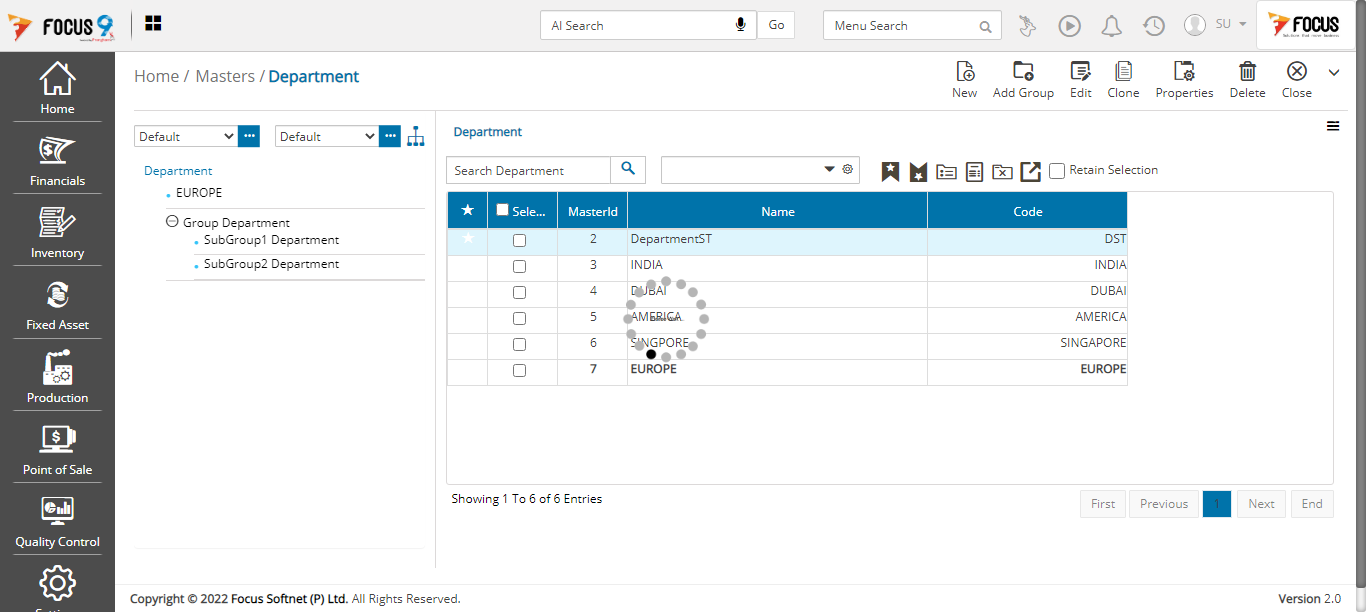 FOCUS 9
AI Search
Go
Menu Search
SU
FOCUS
Home
Financials
Inventory
Fixed Asset
Production
Point of Sale
Quality Control
Home / Masters / Department
New
Add Group
Edit
Clone
Properties
Delete
Close
Default
Default
Department
EUROPE
Group Department
SubGroup1 Department
SubGroup2 Department
Department
Search Department
Retain Selection
Sele... MasterId Name Code
2 DepartmentST DST
3 INDIA INDIA
4 DUBAI DUBAI
5 AMERICA AMERICA
6 SINGPORE SINGAPORE
7 EUROPE EUROPE
Showing 1 To 6 of 6 Entries
First Previous 1 Next End
Copyright © 2022 Focus Softnet (P) Ltd. All Rights Reserved.
Version 2.0